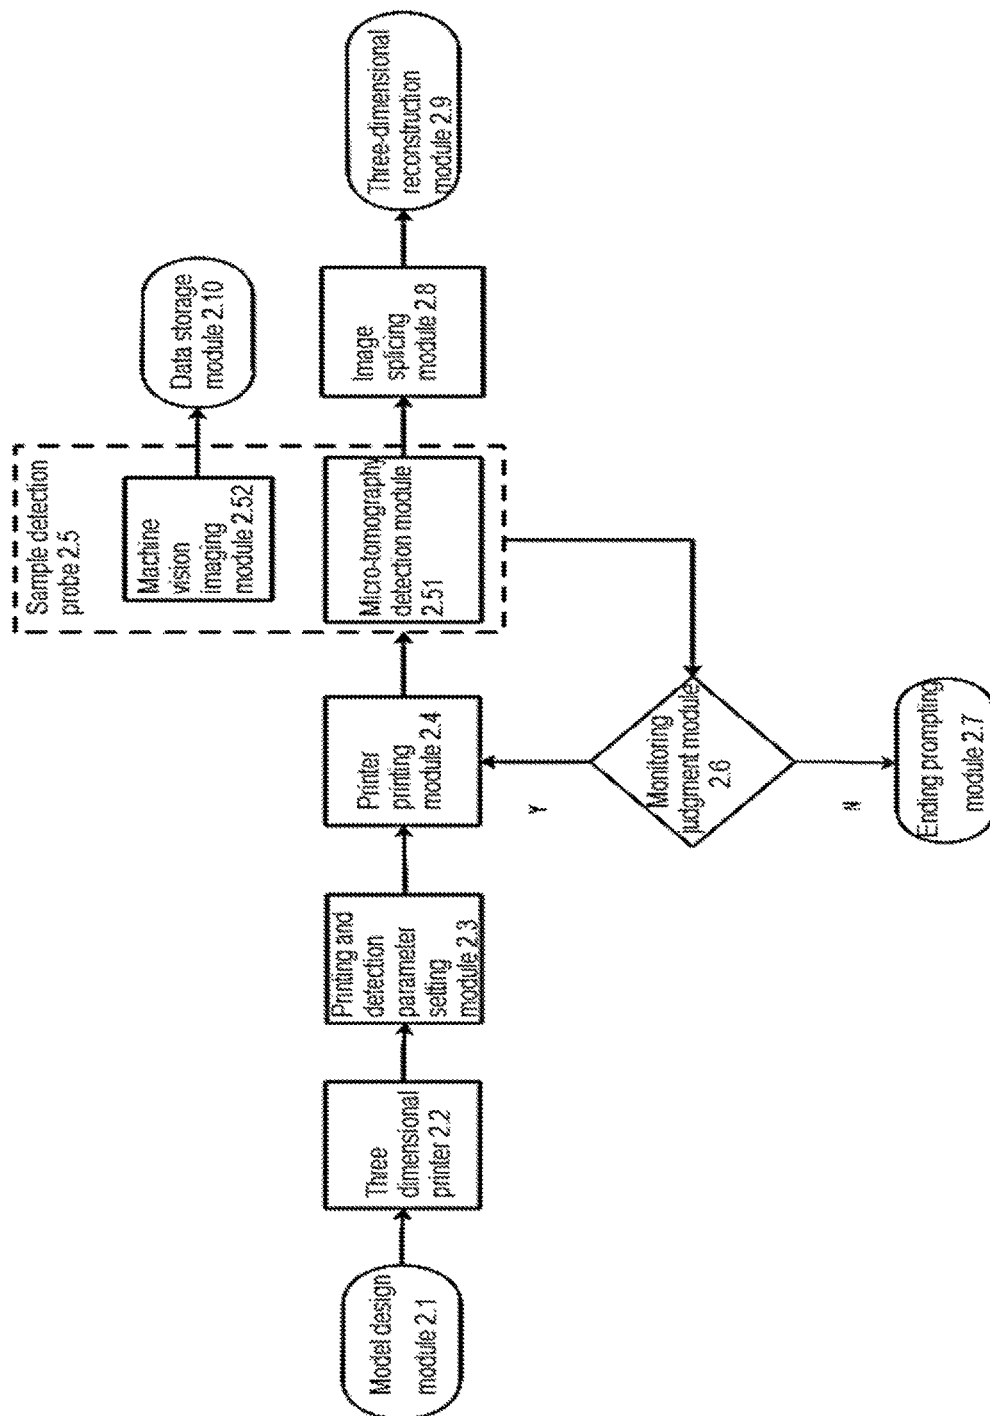 Model design
module 2.1
Three
dimensional
printer 2.2
Printing and
detection
parameter
setting
module 2.3
Printer
printing
module 2.4
Sample detection
probe 2.5
Machine
vision
imaging
module 2.52
Micro-tomography
detection module
2.51
Data storage
module 2.10
Image
splicing
module 2.8
Three-dimensional
reconstruction
module 2.9
Y
Monitoring
judgment module
2.6
N
Ending prompting
module 2.7